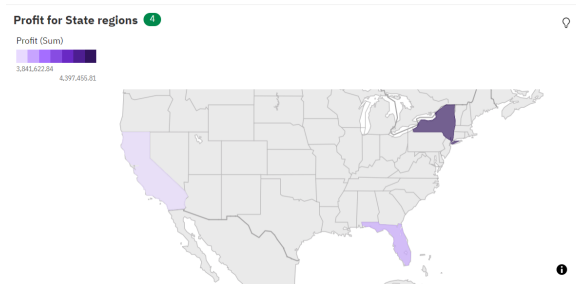 Profit for State regions 4
Profit (Sum)
3,841,622.84
4,397,455.81